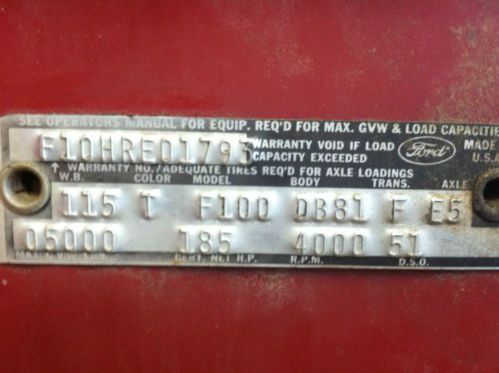 SEE OPERATORS MANUAL FOR EQUIP. REQ'D FOR MAX. GVW & LOAD CAPACITIES
F10HRE01793 WARRANTY VOID IF LOAD CAPACITY EXCEEDED Ford MADE U.S.A
↑ WARRANTY NO./ADEQUATE TIRES REQ'D FOR AXLE LOADINGS
W.B. COLOR MODEL BODY TRANS. AXLE
115 T F100 DB81 F E5
05000 185 4000 51
CERT. NET H.P. R.P.M. D.S.O.